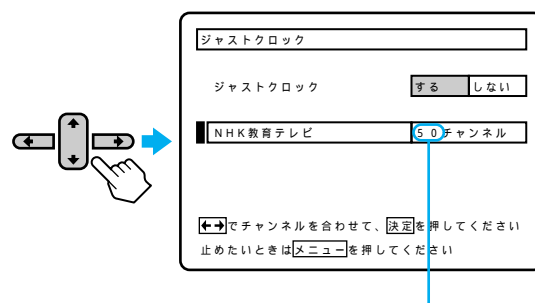 ジャストクロック
ジャストクロック する しない
NHK教育テレビ 50チャンネル
←→でチャンネルを合わせて、決定を押してください
止めたいときはメニューを押してください